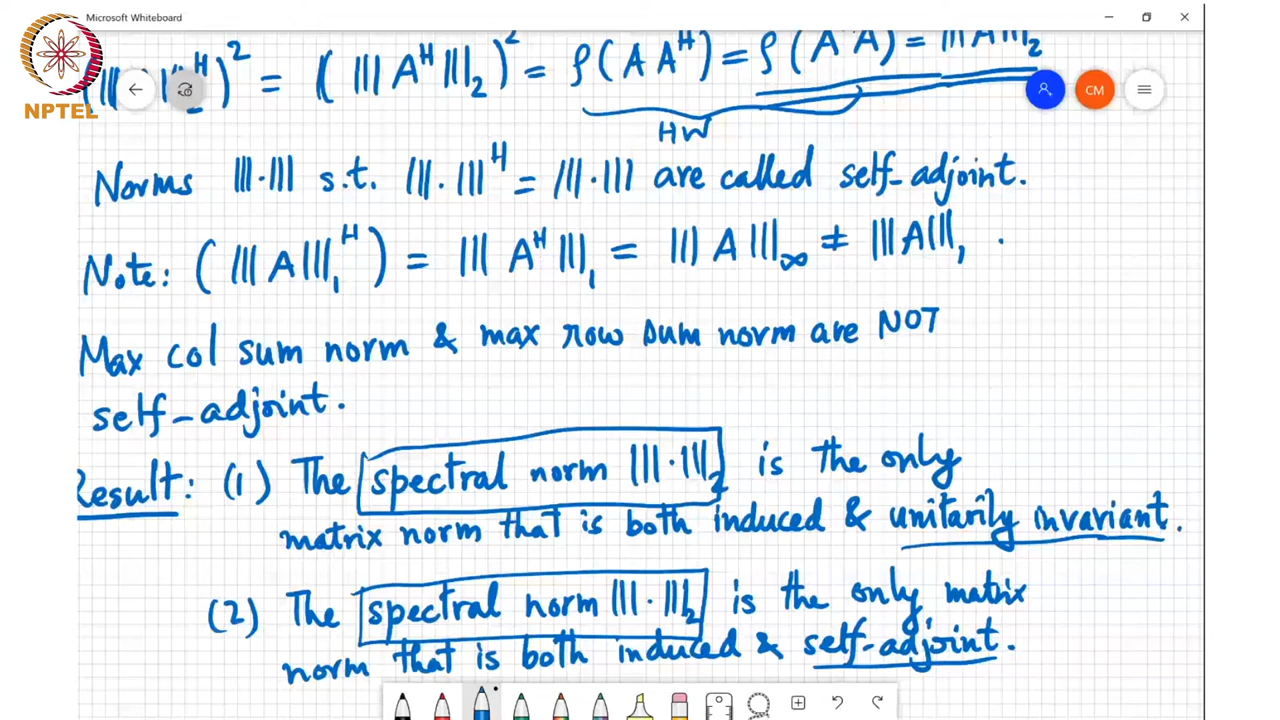 Microsoft Whiteboard
NPTEL
)² = (||| Aᴴ |||₂)² = ρ(A Aᴴ) = ρ(AᴴA) = |||A|||₂²
HW
Norms |||·||| s.t. |||·|||ᴴ = |||·||| are called self-adjoint.
Note: (||| A|||₁ᴴ) = ||| Aᴴ |||₁ = ||| A |||∞ ≠ |||A|||₁.
Max col sum norm & max row sum norm are NOT
self-adjoint.
Result: (1) The spectral norm |||·|||₂ is the only
matrix norm that is both induced & unitarily invariant.
(2) The spectral norm |||·|||₂ is the only matrix
norm that is both induced & self-adjoint.
CM